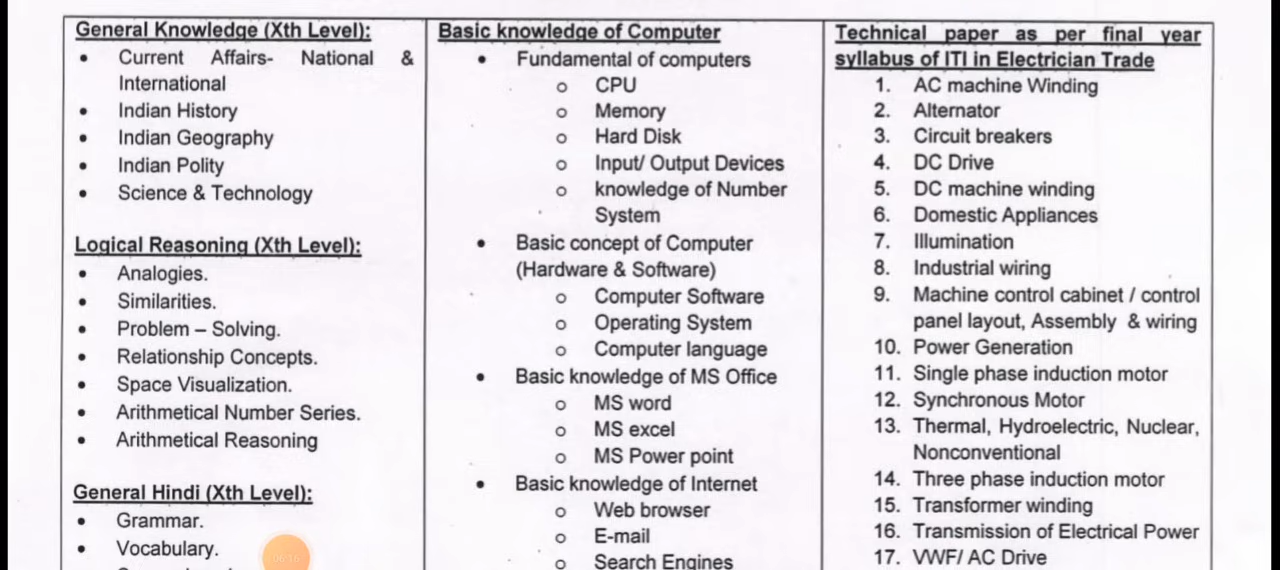 General Knowledge (Xth Level):
• Current Affairs- National &
International
• Indian History
• Indian Geography
• Indian Polity
• Science & Technology
Logical Reasoning (Xth Level):
• Analogies.
• Similarities.
• Problem – Solving.
• Relationship Concepts.
• Space Visualization.
• Arithmetical Number Series.
• Arithmetical Reasoning
General Hindi (Xth Level):
• Grammar.
• Vocabulary.
Basic knowledge of Computer
• Fundamental of computers
o CPU
o Memory
o Hard Disk
o Input/ Output Devices
o knowledge of Number
System
• Basic concept of Computer
(Hardware & Software)
o Computer Software
o Operating System
o Computer language
• Basic knowledge of MS Office
o MS word
o MS excel
o MS Power point
• Basic knowledge of Internet
o Web browser
o E-mail
o Search Engines
Technical paper as per final year
syllabus of ITI in Electrician Trade
1. AC machine Winding
2. Alternator
3. Circuit breakers
4. DC Drive
5. DC machine winding
6. Domestic Appliances
7. Illumination
8. Industrial wiring
9. Machine control cabinet / control
panel layout, Assembly & wiring
10. Power Generation
11. Single phase induction motor
12. Synchronous Motor
13. Thermal, Hydroelectric, Nuclear,
Nonconventional
14. Three phase induction motor
15. Transformer winding
16. Transmission of Electrical Power
17. VVVF/ AC Drive